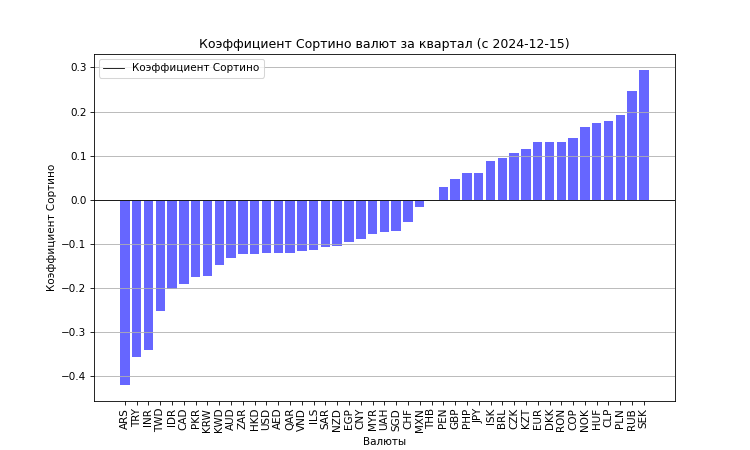 Коэффициент Сортино валют за квартал (с 2024-12-15)
Коэффициент Сортино
Коэффициент Сортино
0.3
0.2
0.1
0.0
−0.1
−0.2
−0.3
−0.4
ARS TRY INR TWD IDR CAD PKR KRW KWD AUD ZAR HKD USD AED QAR VND ILS SAR NZD EGP CNY MYR UAH SGD CHF MXN THB PEN GBP PHP JPY ISK BRL CZK KZT EUR DKK RON COP NOK HUF CLP PLN RUB SEK
Валюты